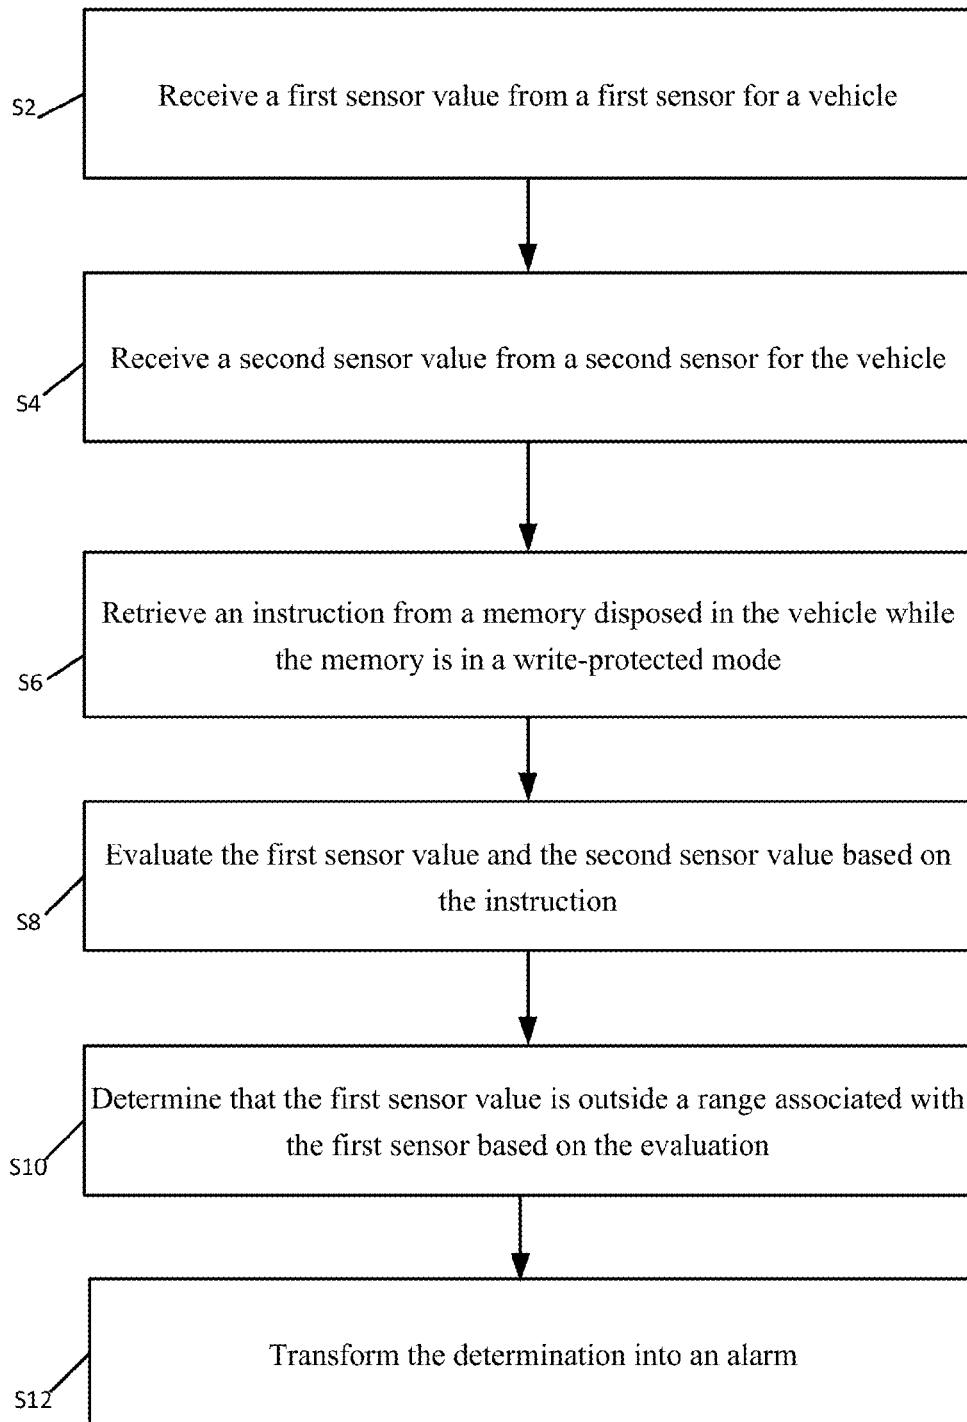 Receive a first sensor value from a first sensor for a vehicle
S2
Receive a second sensor value from a second sensor for the vehicle
S4
Retrieve an instruction from a memory disposed in the vehicle while
the memory is in a write-protected mode
S6
Evaluate the first sensor value and the second sensor value based on
the instruction
S8
Determine that the first sensor value is outside a range associated with
the first sensor based on the evaluation
S10
Transform the determination into an alarm
S12